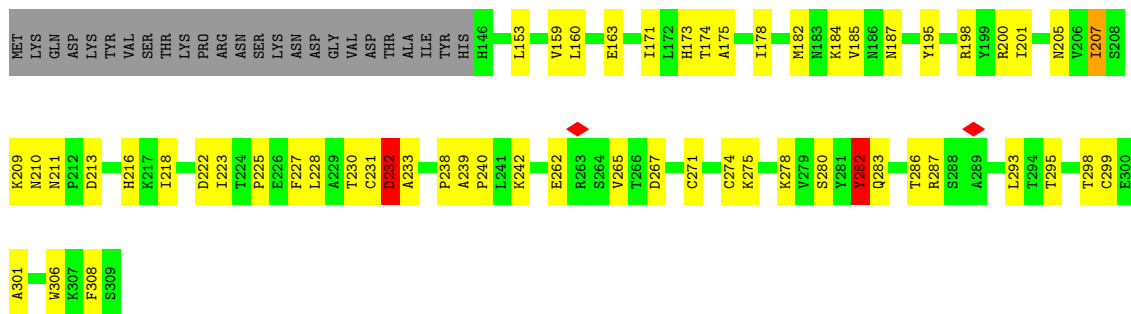 MET LYS GLN ASP LYS TYR VAL SER THR LYS PRO ARG ASN SER LYS ASN ASP GLY VAL ASP THR ALA ILE TYR HIS H146 L153 V159 L160 E163 I171 L172 H173 T174 A175 I178 M182 N183 K184 V185 N186 N187 Y195 R198 Y199 R200 I201 N205 V206 I207 S208
K209 N210 N211 P212 D213 H216 K217 I218 D222 I223 T224 P225 E226 F227 L228 A229 T230 C231 D232 A233 P238 A239 P240 L241 K242 E262 R263 S264 V265 T266 D267 C271 C274 K275 K278 V279 S280 Y281 Y282 Q283 T286 R287 S288 A289 L293 T294 T295 T298 C299 E300
A301 W306 K307 F308 S309